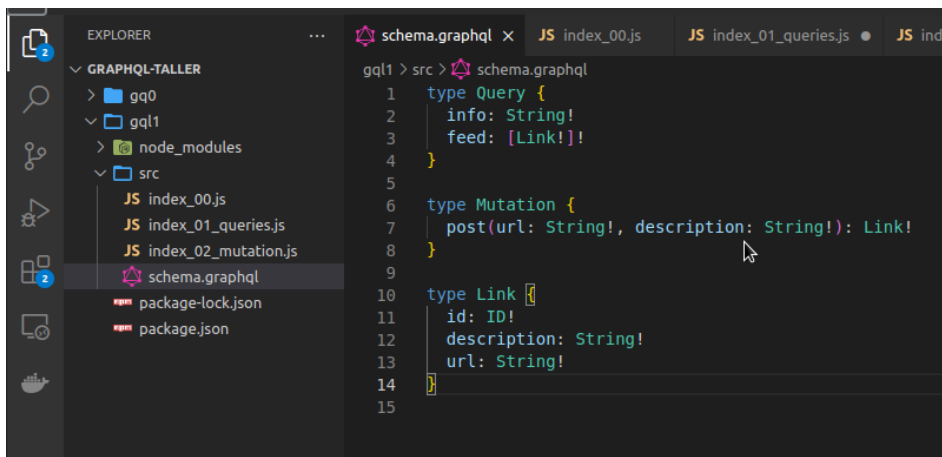 EXPLORER
GRAPHQL-TALLER
gq0
gql1
node_modules
src
JS index_00.js
JS index_01_queries.js
JS index_02_mutation.js
schema.graphql
package-lock.json
package.json
2
2
schema.graphql
JS index_00.js
JS index_01_queries.js
JS ind
gql1 > src > schema.graphql
1 type Query {
2 info: String!
3 feed: [Link!]!
4 }
5
6 type Mutation {
7 post(url: String!, description: String!): Link!
8 }
9
10 type Link {
11 id: ID!
12 description: String!
13 url: String!
14 }
15